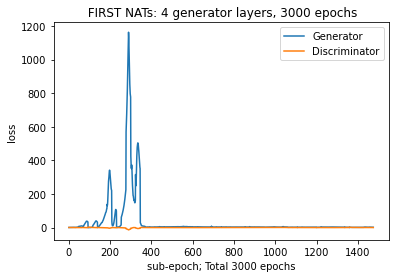 FIRST NATs: 4 generator layers, 3000 epochs
Generator
Discriminator
loss
1200
1000
800
600
400
200
0
0 200 400 600 800 1000 1200 1400
sub-epoch; Total 3000 epochs